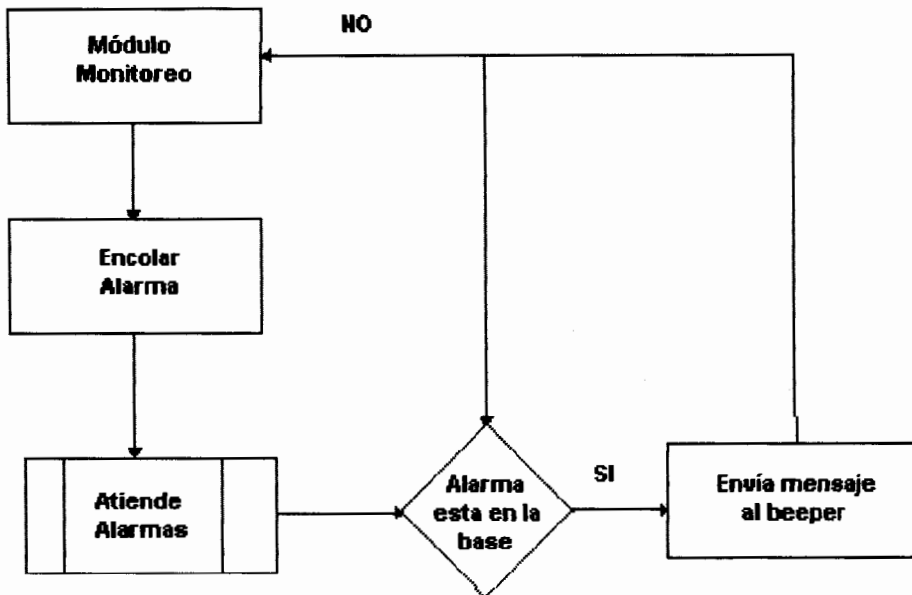 NO
Módulo
Monitoreo
Encolar
Alarma
Atiende
Alarmas
Alarma
esta en la
base
SI
Envía mensaje
al beeper